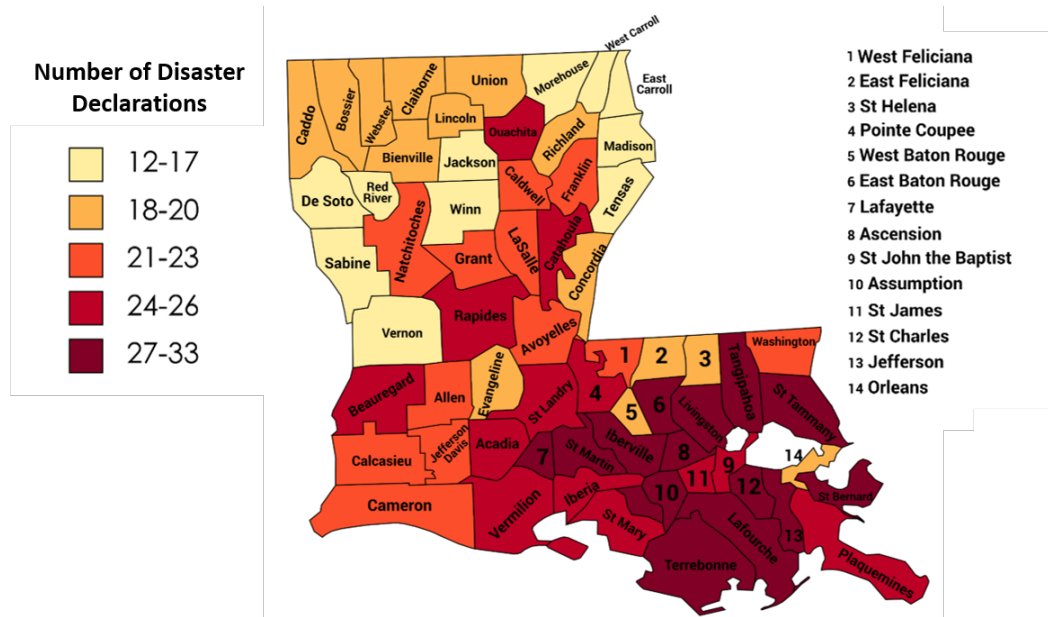 Number of Disaster
Declarations
12-17
18-20
21-23
24-26
27-33
West Carroll
East
Carroll
Morehouse
Union
Claiborne
Webster
Bossier
Caddo
Lincoln
Ouachita
Richland
Madison
Bienville
Jackson
Caldwell
Franklin
Tensas
De Soto
Red
River
Winn
Natchitoches
Sabine
Grant
LaSalle
Catahoula
Concordia
Vernon
Rapides
Avoyelles
Beauregard
Allen
Evangeline
St Landry
1
2
3
4
5
6
Tangipahoa
Washington
St Tammany
Livingston
Calcasieu
Jefferson
Davis
Acadia
7
St Martin
Iberville
8
9
10
11
12
13
14
St Bernard
Cameron
Vermilion
Iberia
St Mary
Terrebonne
Lafourche
Plaquemines
1 West Feliciana
2 East Feliciana
3 St Helena
4 Pointe Coupee
5 West Baton Rouge
6 East Baton Rouge
7 Lafayette
8 Ascension
9 St John the Baptist
10 Assumption
11 St James
12 St Charles
13 Jefferson
14 Orleans